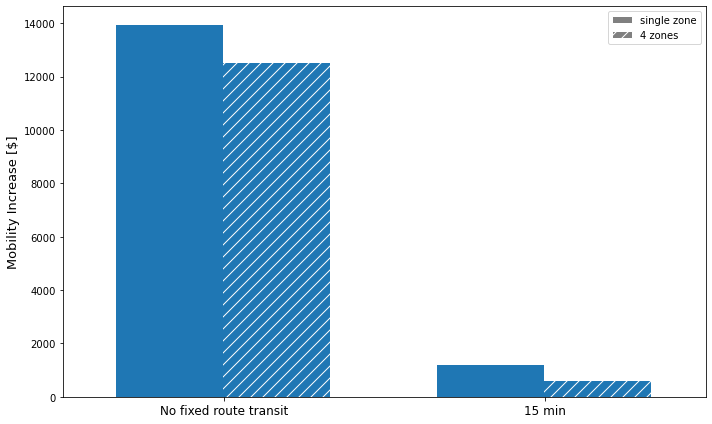 single zone
4 zones
Mobility Increase [$]
14000
12000
10000
8000
6000
4000
2000
0
No fixed route transit
15 min